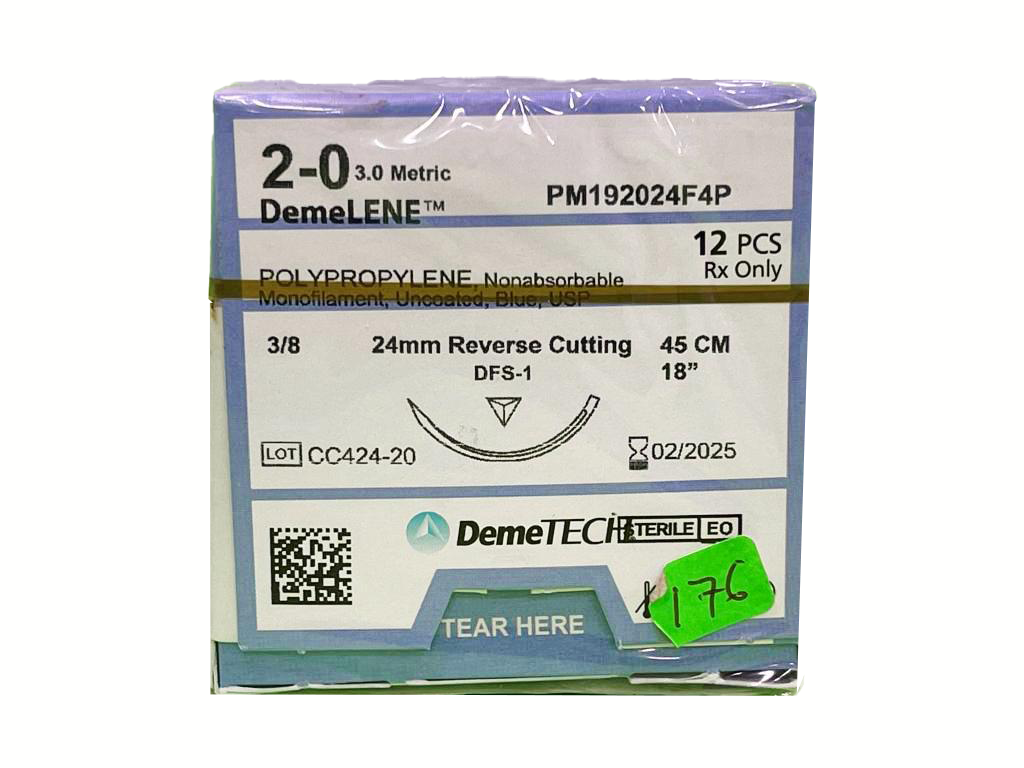 2-0 3.0 Metric
DemeLENE™
PM192024F4P
12 PCS
Rx Only
POLYPROPYLENE, Nonabsorbable
Monofilament, Uncoated, Blue, USP
3/8 24mm Reverse Cutting 45 CM
DFS-1 18”
LOT CC424-20 02/2025
DemeTECH STERILE EO
176
TEAR HERE